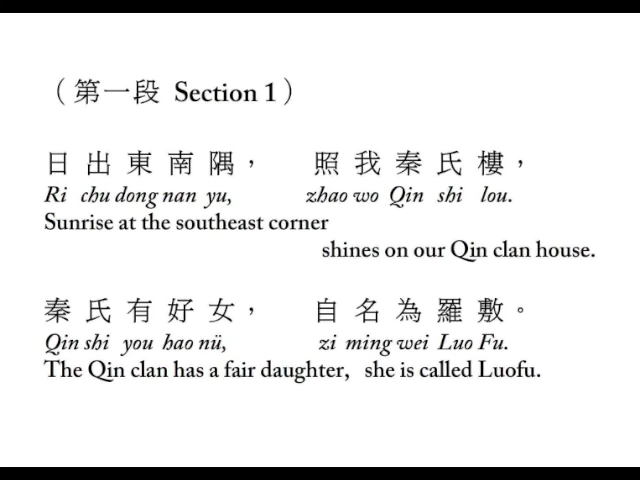 （第一段 Section 1）
日出東南隅， 照我秦氏樓，
Ri chu dong nan yu, zhao wo Qin shi lou.
Sunrise at the southeast corner
shines on our Qin clan house.
秦氏有好女， 自名為羅敷。
Qin shi you hao nü, zi ming wei Luo Fu.
The Qin clan has a fair daughter, she is called Luofu.